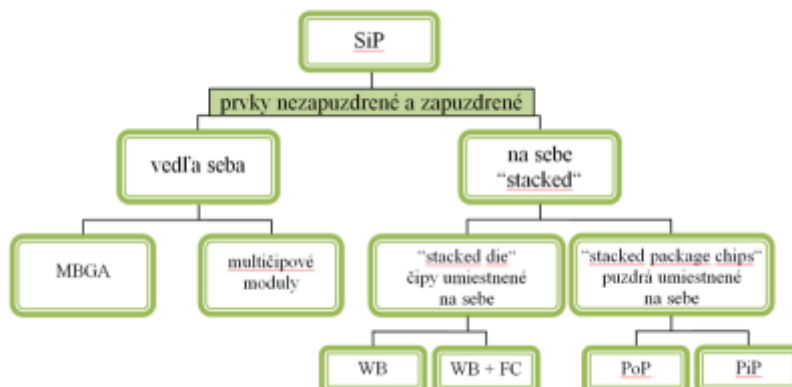 SiP
prvky nezapuzdrené a zapuzdrené
vedľa seba
na sebe
“stacked“
MBGA
multičipové
moduly
“stacked die“
čipy umiestnené
na sebe
“stacked package chips“
puzdrá umiestnené
na sebe
WB
WB + FC
PoP
PiP